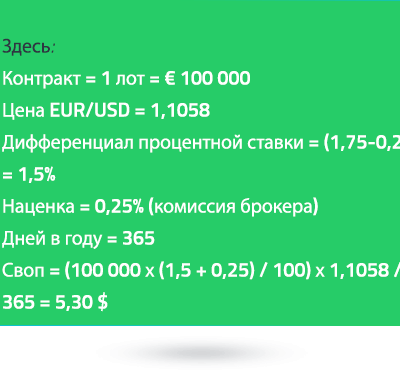 Здесь:
Контракт = 1 лот = € 100 000
Цена EUR/USD = 1,1058
Дифференциал процентной ставки = (1,75-0,2
= 1,5%
Наценка = 0,25% (комиссия брокера)
Дней в году = 365
Своп = (100 000 x (1,5 + 0,25) / 100) x 1,1058 /
365 = 5,30 $